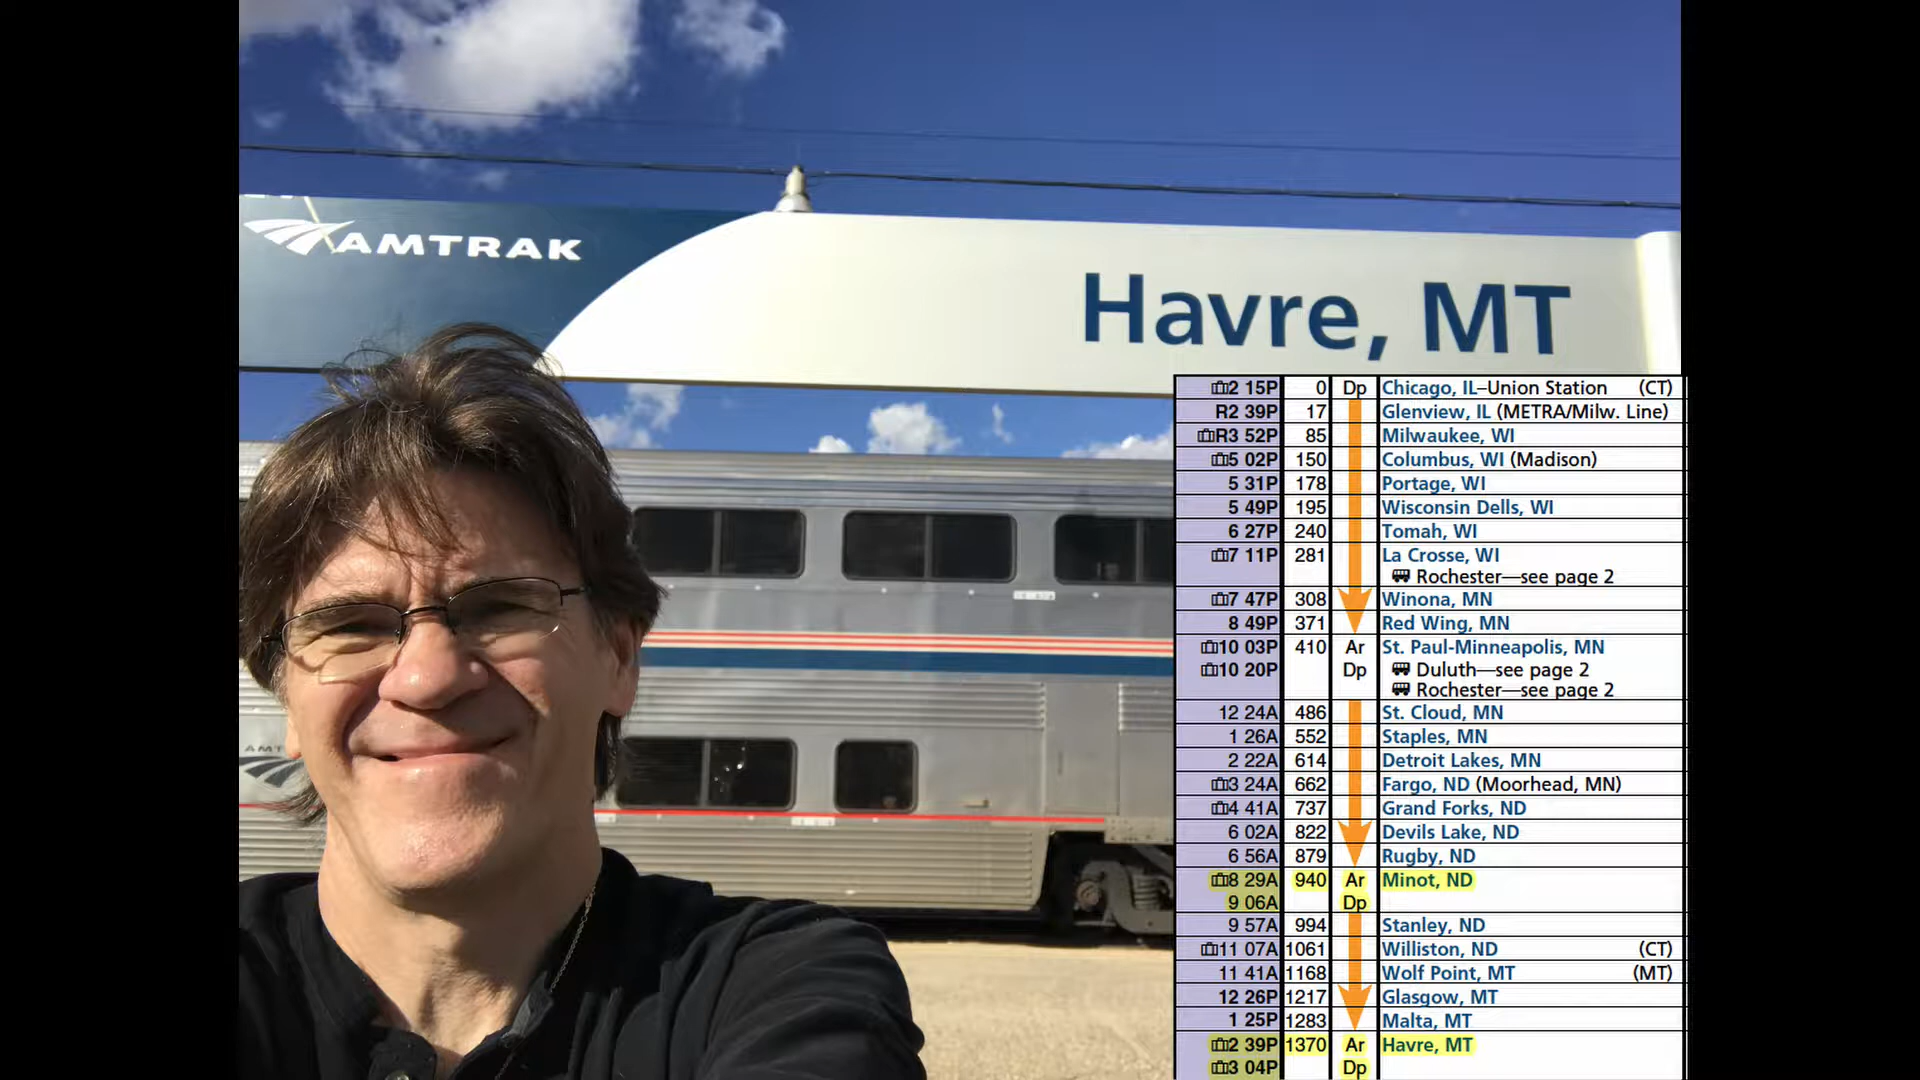 AMTRAK
Havre, MT
2 15P 0 Dp Chicago, IL–Union Station (CT)
R2 39P 17 Glenview, IL (METRA/Milw. Line)
R3 52P 85 Milwaukee, WI
5 02P 150 Columbus, WI (Madison)
5 31P 178 Portage, WI
5 49P 195 Wisconsin Dells, WI
6 27P 240 Tomah, WI
7 11P 281 La Crosse, WI
Rochester—see page 2
7 47P 308 Winona, MN
8 49P 371 Red Wing, MN
10 03P 410 Ar St. Paul-Minneapolis, MN
10 20P Dp Duluth—see page 2
Rochester—see page 2
12 24A 486 St. Cloud, MN
1 26A 552 Staples, MN
2 22A 614 Detroit Lakes, MN
3 24A 662 Fargo, ND (Moorhead, MN)
4 41A 737 Grand Forks, ND
6 02A 822 Devils Lake, ND
6 56A 879 Rugby, ND
8 29A 940 Ar Minot, ND
9 06A Dp
9 57A 994 Stanley, ND
11 07A 1061 Williston, ND (CT)
11 41A 1168 Wolf Point, MT (MT)
12 26P 1217 Glasgow, MT
1 25P 1283 Malta, MT
2 39P 1370 Ar Havre, MT
3 04P Dp